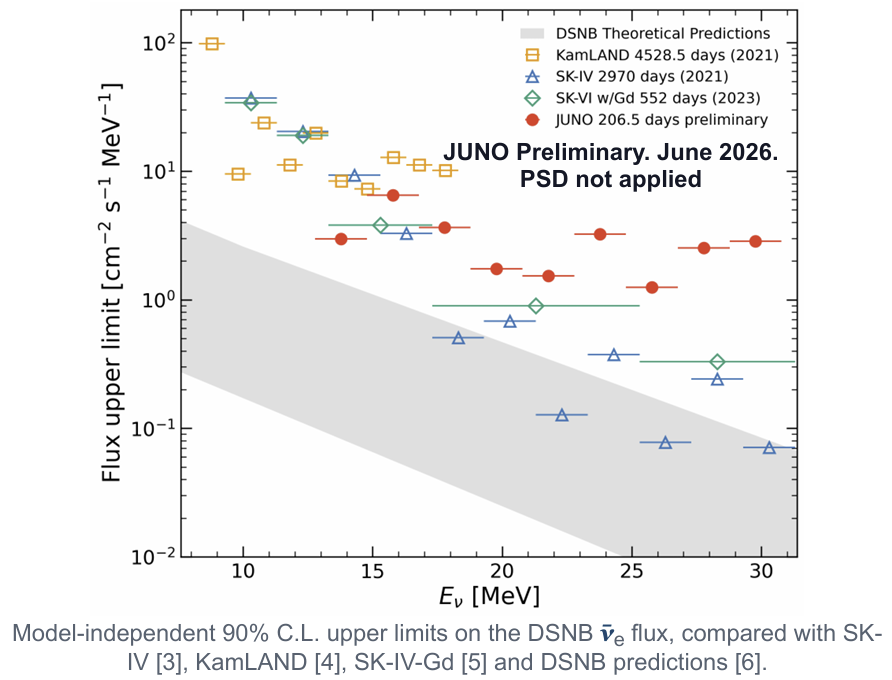 DSNB Theoretical Predictions
KamLAND 4528.5 days (2021)
SK-IV 2970 days (2021)
SK-VI w/Gd 552 days (2023)
JUNO 206.5 days preliminary
JUNO Preliminary. June 2026.
PSD not applied
Flux upper limit [cm⁻² s⁻¹ MeV⁻¹]
10²
10¹
10⁰
10⁻¹
10⁻²
10 15 20 25 30
Eν [MeV]
Model-independent 90% C.L. upper limits on the DSNB ν̄e flux, compared with SK-
IV [3], KamLAND [4], SK-IV-Gd [5] and DSNB predictions [6].